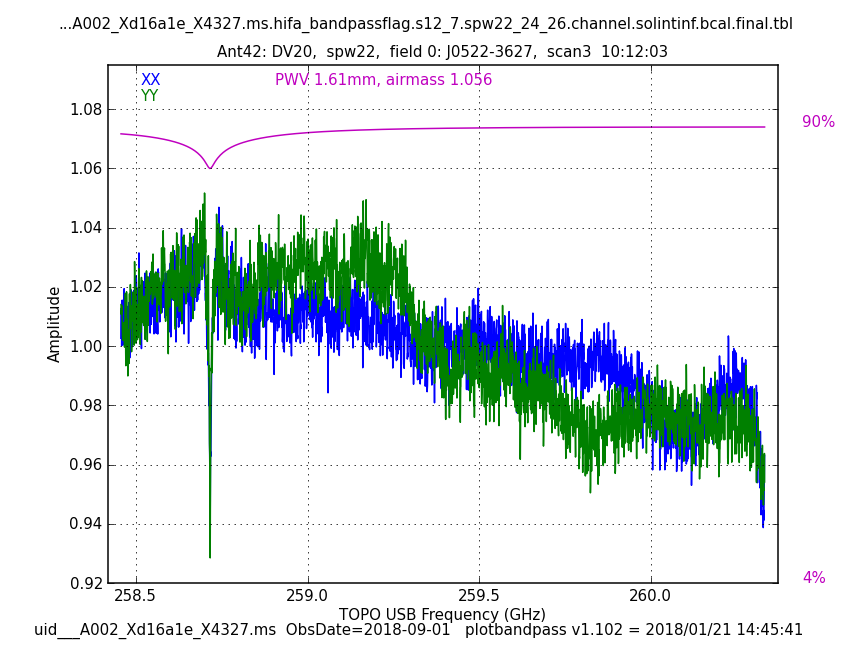 ...A002_Xd16a1e_X4327.ms.hifa_bandpassflag.s12_7.spw22_24_26.channel.solintinf.bcal.final.tbl
Ant42: DV20, spw22, field 0: J0522-3627, scan3 10:12:03
XX
PWV 1.61mm, airmass 1.056
YY
1.08
90%
1.06
1.04
1.02
1.00
0.98
0.96
0.94
0.92
4%
Amplitude
258.5
259.0
259.5
260.0
TOPO USB Frequency (GHz)
uid___A002_Xd16a1e_X4327.ms ObsDate=2018-09-01 plotbandpass v1.102 = 2018/01/21 14:45:41